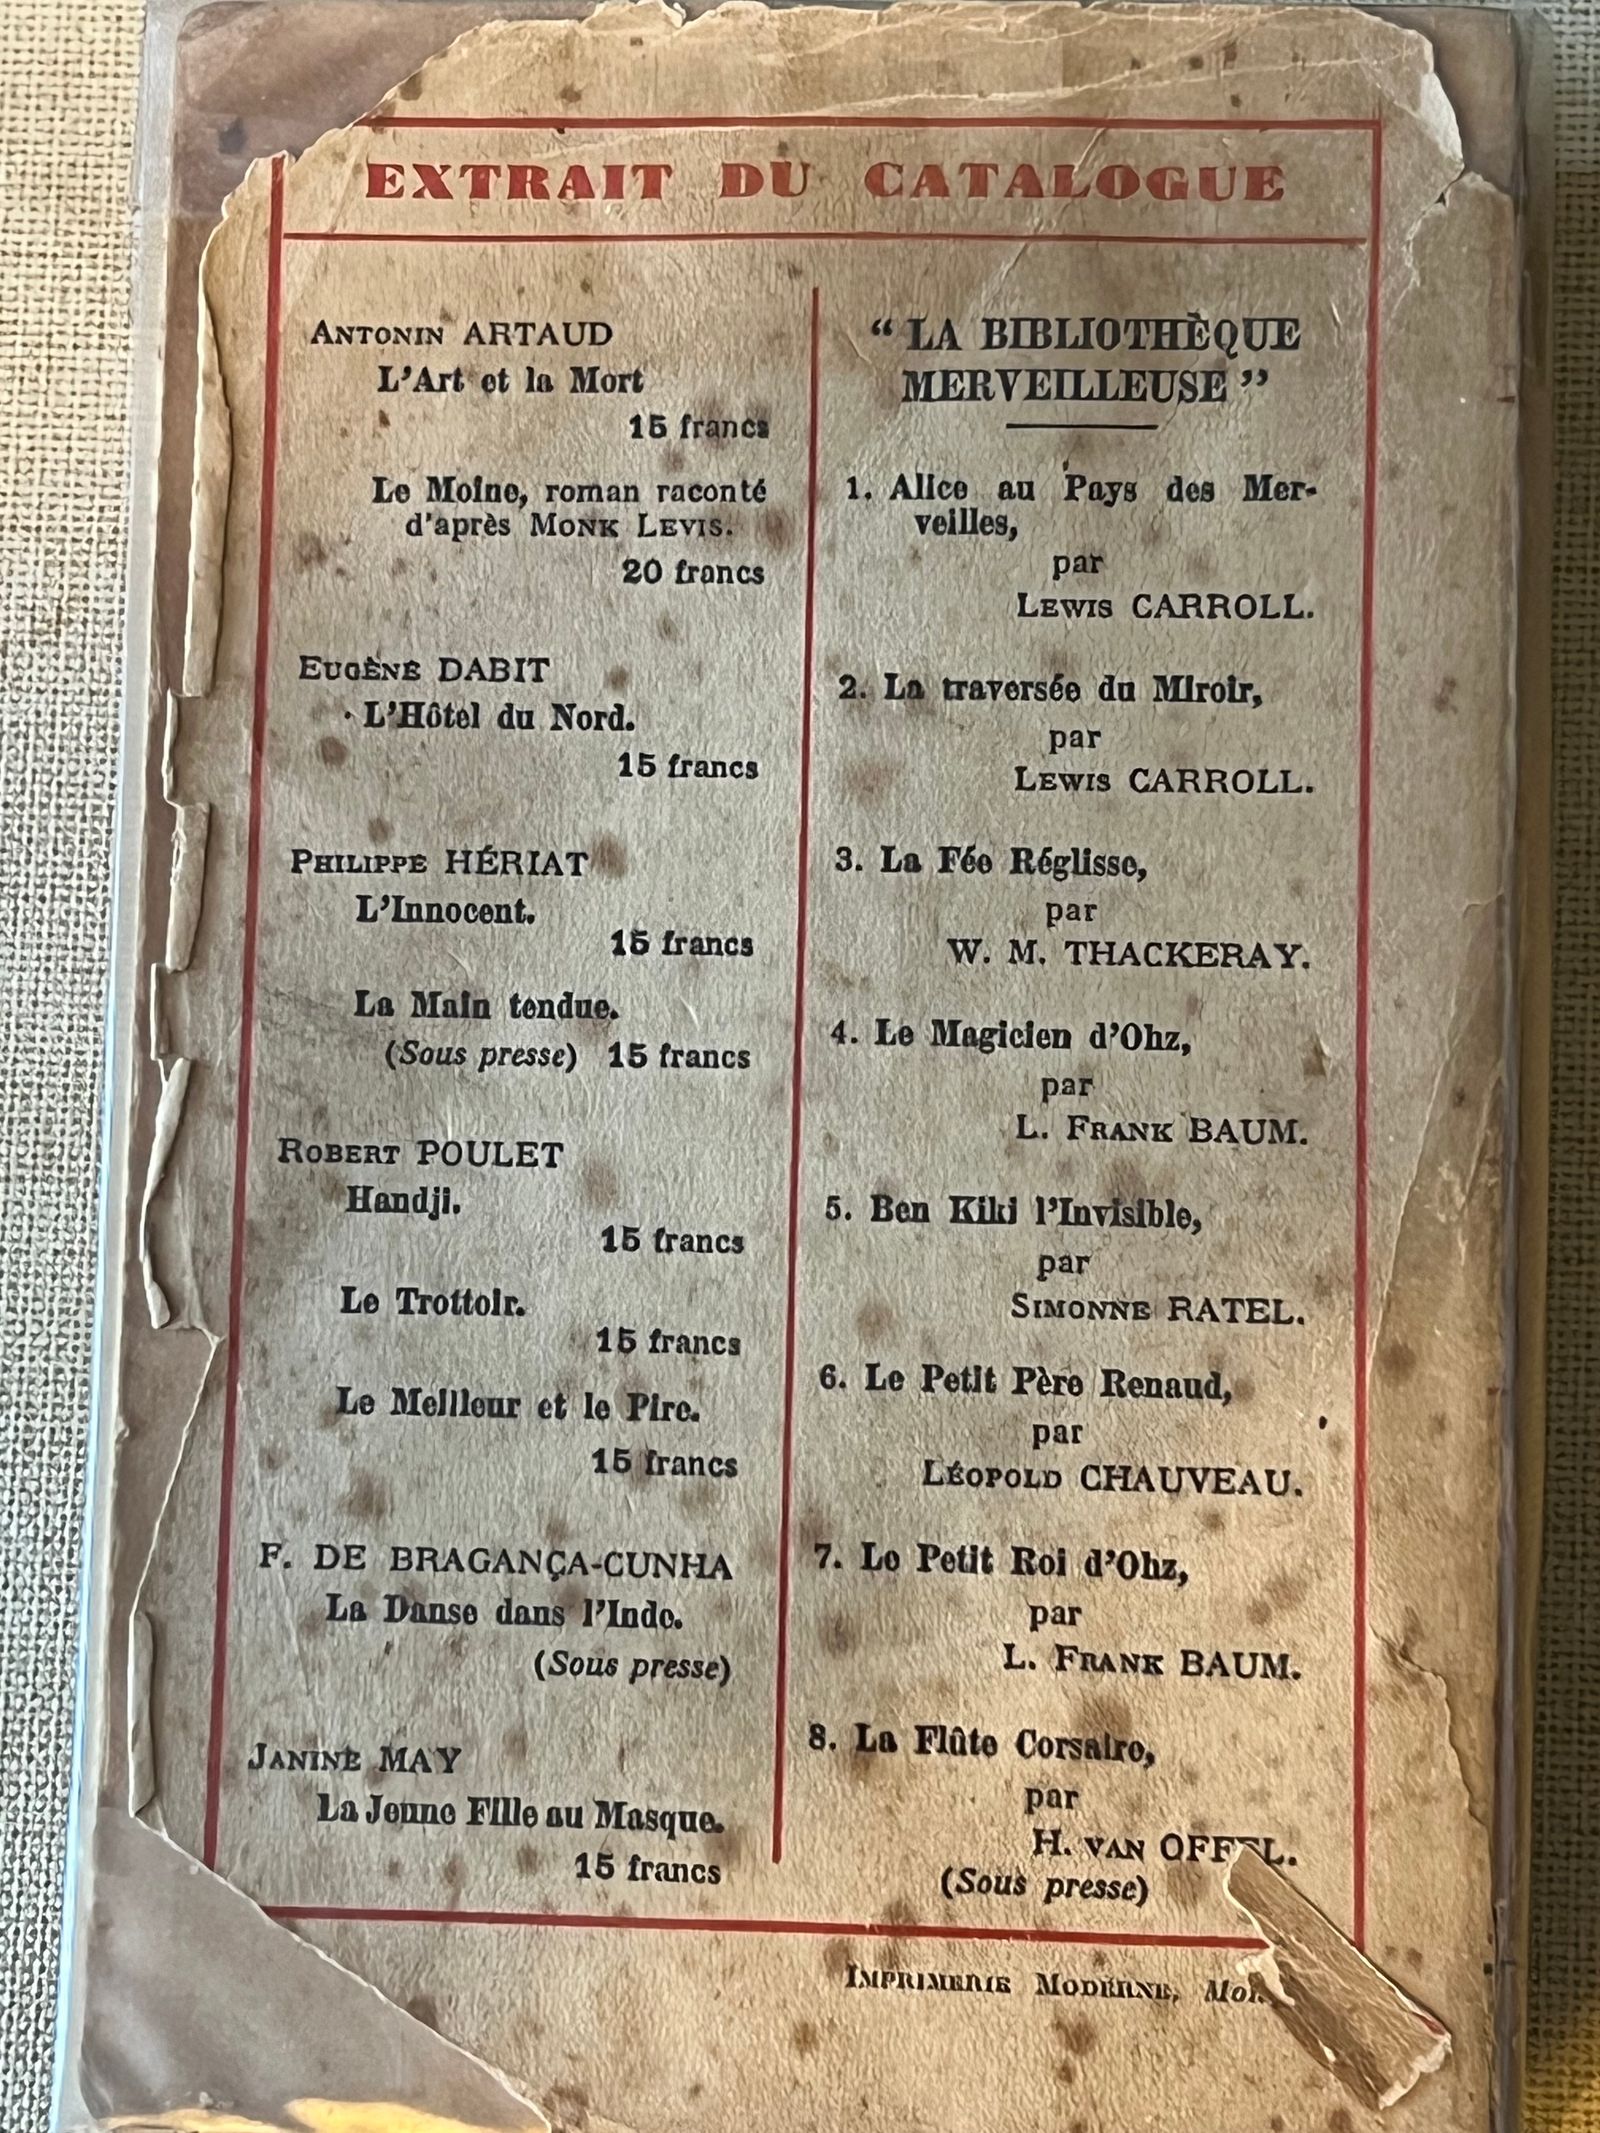 EXTRAIT DU CATALOGUE
ANTONIN ARTAUD
L'Art et la Mort
15 francs
Le Moine, roman raconté
d'après MONK LEVIS.
20 francs
EUGÈNE DABIT
L'Hôtel du Nord.
15 francs
PHILIPPE HÉRIAT
L'Innocent.
15 francs
La Main tendue.
(Sous presse) 15 francs
ROBERT POULET
Handji.
15 francs
Le Trottoir.
15 francs
Le Meilleur et le Pire.
15 francs
F. DE BRAGANÇA-CUNHA
La Danse dans l'Inde.
(Sous presse)
JANINE MAY
La Jeune Fille au Masque.
15 francs
“ LA BIBLIOTHÈQUE
MERVEILLEUSE ”
1. Alice au Pays des Mer-
veilles,
par
LEWIS CARROLL.
2. La traversée du Miroir,
par
LEWIS CARROLL.
3. La Fée Réglisse,
par
W. M. THACKERAY.
4. Le Magicien d'Ohz,
par
L. FRANK BAUM.
5. Ben Kiki l'Invisible,
par
SIMONNE RATEL.
6. Le Petit Père Renaud,
par
LÉOPOLD CHAUVEAU.
7. Le Petit Roi d'Ohz,
par
L. FRANK BAUM.
8. La Flûte Corsaire,
par
H. VAN OFFEL.
(Sous presse)
IMPRIMERIE MODERNE,